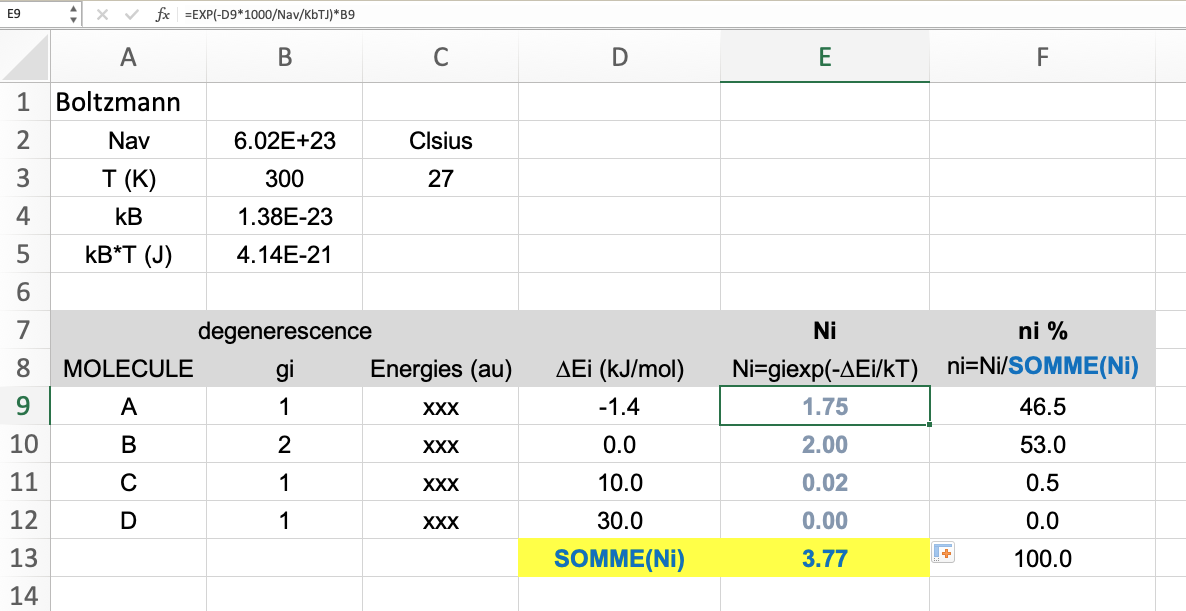 E9 fx =EXP(-D9*1000/Nav/KbTJ)*B9
A B C D E F
1 Boltzmann
2 Nav 6.02E+23 Clsius
3 T (K) 300 27
4 kB 1.38E-23
5 kB*T (J) 4.14E-21
6
7 degenerescence Ni ni %
8 MOLECULE gi Energies (au) ΔEi (kJ/mol) Ni=giexp(-ΔEi/kT) ni=Ni/SOMME(Ni)
9 A 1 xxx -1.4 1.75 46.5
10 B 2 xxx 0.0 2.00 53.0
11 C 1 xxx 10.0 0.02 0.5
12 D 1 xxx 30.0 0.00 0.0
13 SOMME(Ni) 3.77 100.0
14